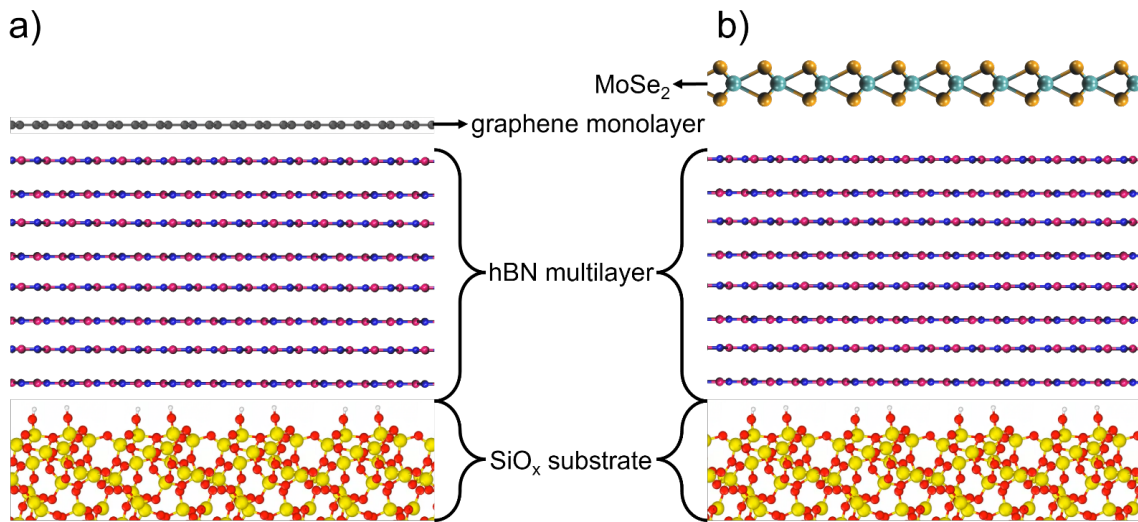 a)
b)
MoSe₂
graphene monolayer
hBN multilayer
SiOₓ substrate